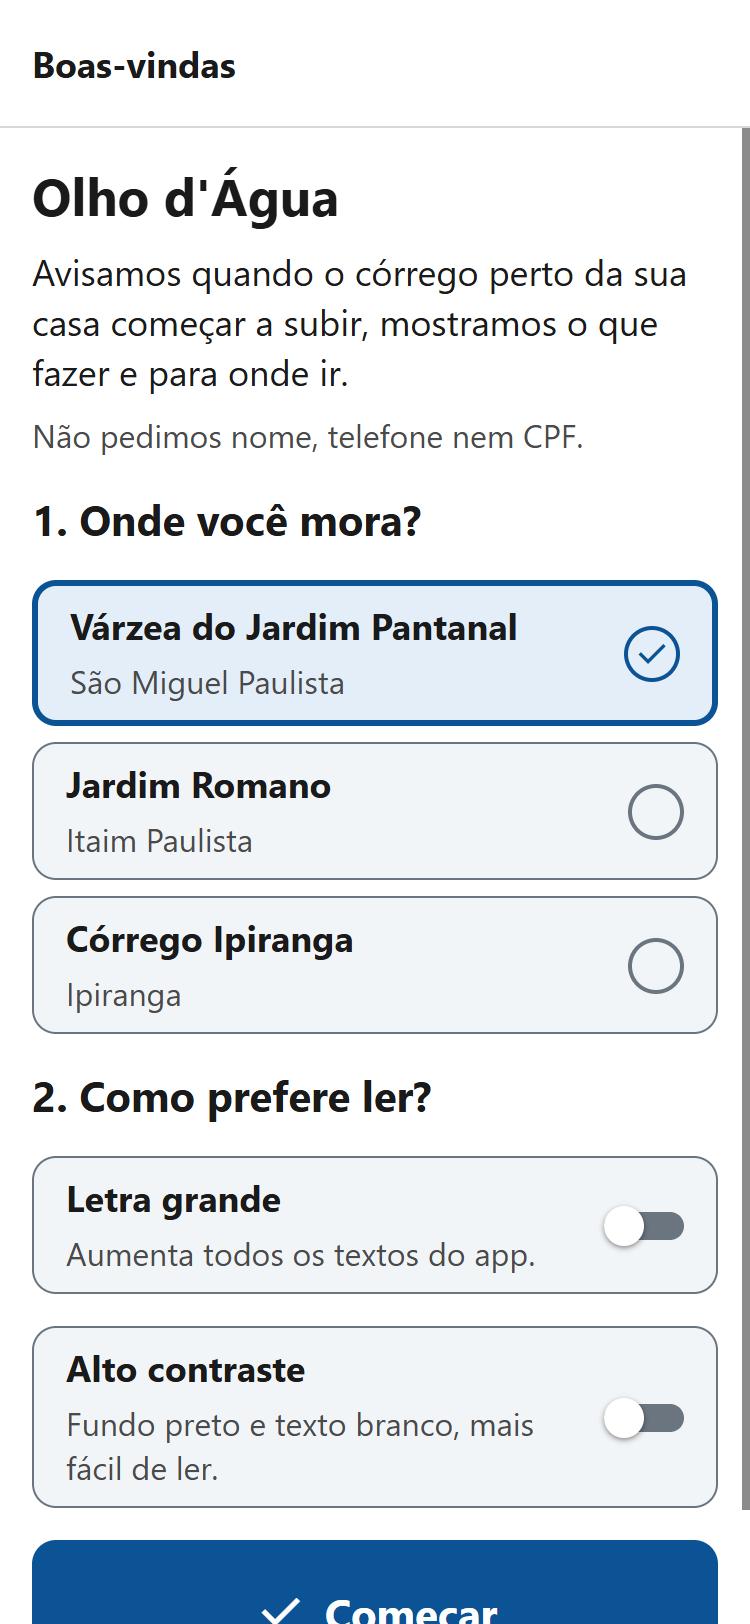 Boas-vindas
Olho d'Água
Avisamos quando o córrego perto da sua
casa começar a subir, mostramos o que
fazer e para onde ir.
Não pedimos nome, telefone nem CPF.
1. Onde você mora?
Várzea do Jardim Pantanal
São Miguel Paulista
Jardim Romano
Itaim Paulista
Córrego Ipiranga
Ipiranga
2. Como prefere ler?
Letra grande
Aumenta todos os textos do app.
Alto contraste
Fundo preto e texto branco, mais
fácil de ler.
Começar